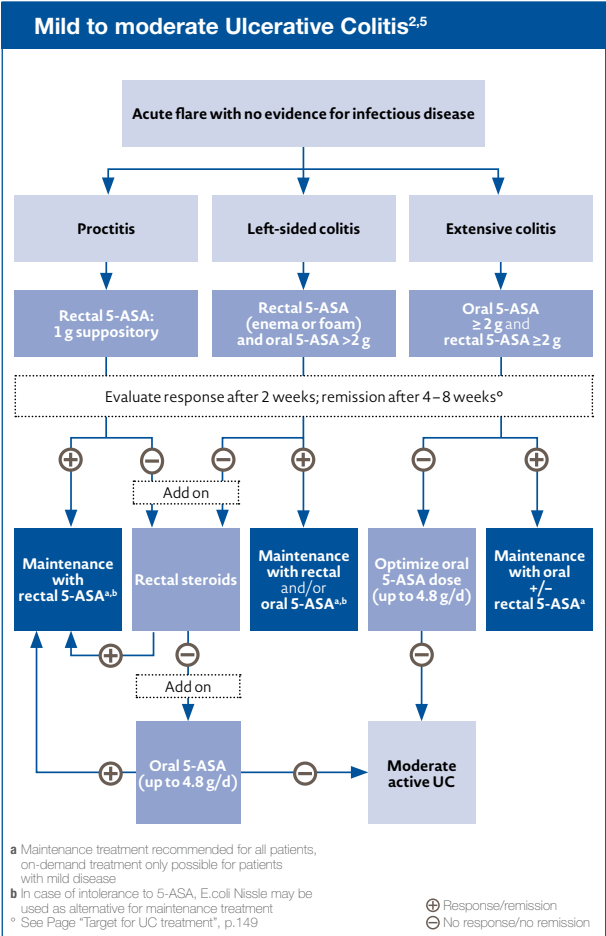 Mild to moderate Ulcerative Colitis2,5
Acute flare with no evidence for infectious disease
Proctitis
Left-sided colitis
Extensive colitis
Rectal 5-ASA:
1 g suppository
Rectal 5-ASA
(enema or foam)
and oral 5-ASA >2 g
Oral 5-ASA
≥ 2 g and
rectal 5-ASA ≥2 g
Evaluate response after 2 weeks; remission after 4–8 weeks°
+
−
−
+
−
+
Add on
Maintenance
with
rectal 5-ASAa,b
Rectal steroids
Maintenance
with rectal
and/or
oral 5-ASAa,b
Optimize oral
5-ASA dose
(up to 4.8 g/d)
Maintenance
with oral
+/−
rectal 5-ASAa
+
−
−
Add on
Oral 5-ASA
(up to 4.8 g/d)
Moderate
active UC
+
−
a Maintenance treatment recommended for all patients,
on-demand treatment only possible for patients
with mild disease
b In case of intolerance to 5-ASA, E.coli Nissle may be
used as alternative for maintenance treatment
° See Page "Target for UC treatment", p.149
⊕ Response/remission
⊖ No response/no remission